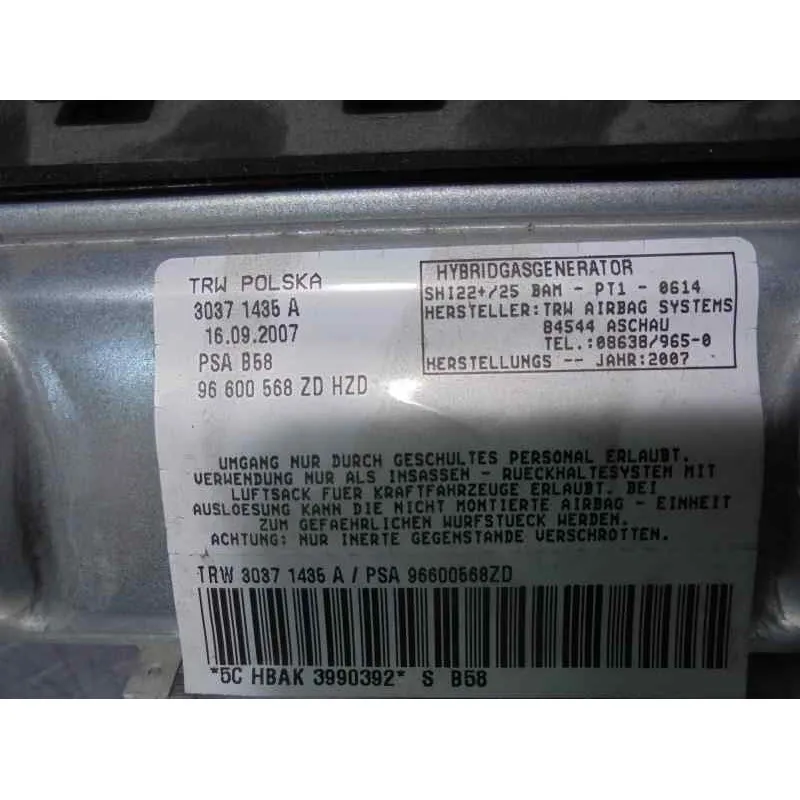 TRW POLSKA
3037 1435 A
16.09.2007
PSA B58
96 600 568 ZD HZD
HYBRIDGASGENERATOR
SHI22+/25 BAM - PT1 - 0614
HERSTELLER:TRW AIRBAG SYSTEMS
84544 ASCHAU
TEL.:08638/965-0
HERSTELLUNGS -- JAHR:2007
UMGANG NUR DURCH GESCHULTES PERSONAL ERLAUBT.
VERWENDUNG NUR ALS INSASSEN - RUECKHALTESYSTEM MIT
LUFTSACK FUER KRAFTFAHRZEUGE ERLAUBT. BEI
AUSLOESUNG KANN DIE NICHT MONTIERTE AIRBAG - EINHEIT
ZUM GEFAEHRLICHEN WURFSTUECK WERDEN.
ACHTUNG: NUR INERTE GEGENSTANDE VERSCHROTTEN.
TRW 3037 1435 A / PSA 96600568ZD
*5C HBAK 3990392* S B58